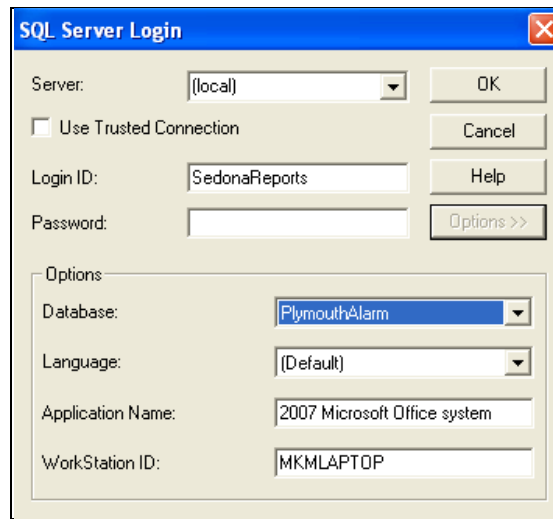 SQL Server Login
Server: (local) OK
Use Trusted Connection Cancel
Login ID: SedonaReports Help
Password: Options >>
Options
Database: PlymouthAlarm
Language: (Default)
Application Name: 2007 Microsoft Office system
WorkStation ID: MKMLAPTOP